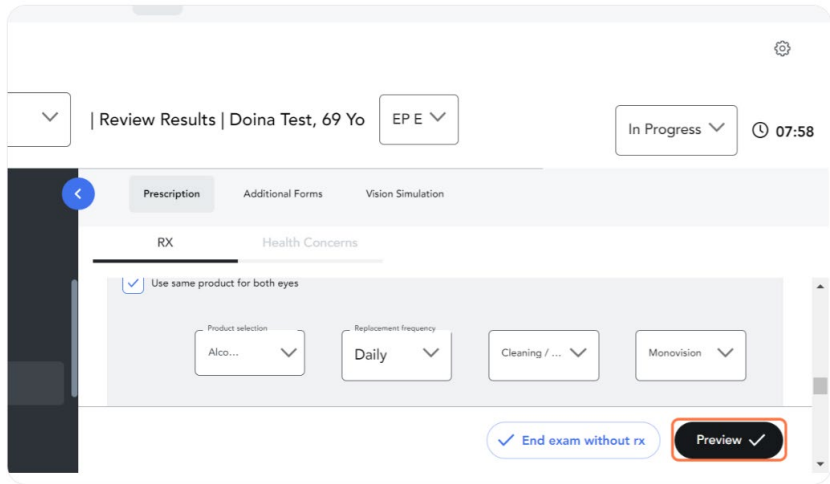 | Review Results | Doina Test, 69 Yo
EP E
In Progress
07:58
Prescription
Additional Forms
Vision Simulation
RX
Health Concerns
Use same product for both eyes
Product selection
Alco...
Replacement frequency
Daily
Cleaning / ...
Monovision
End exam without rx
Preview